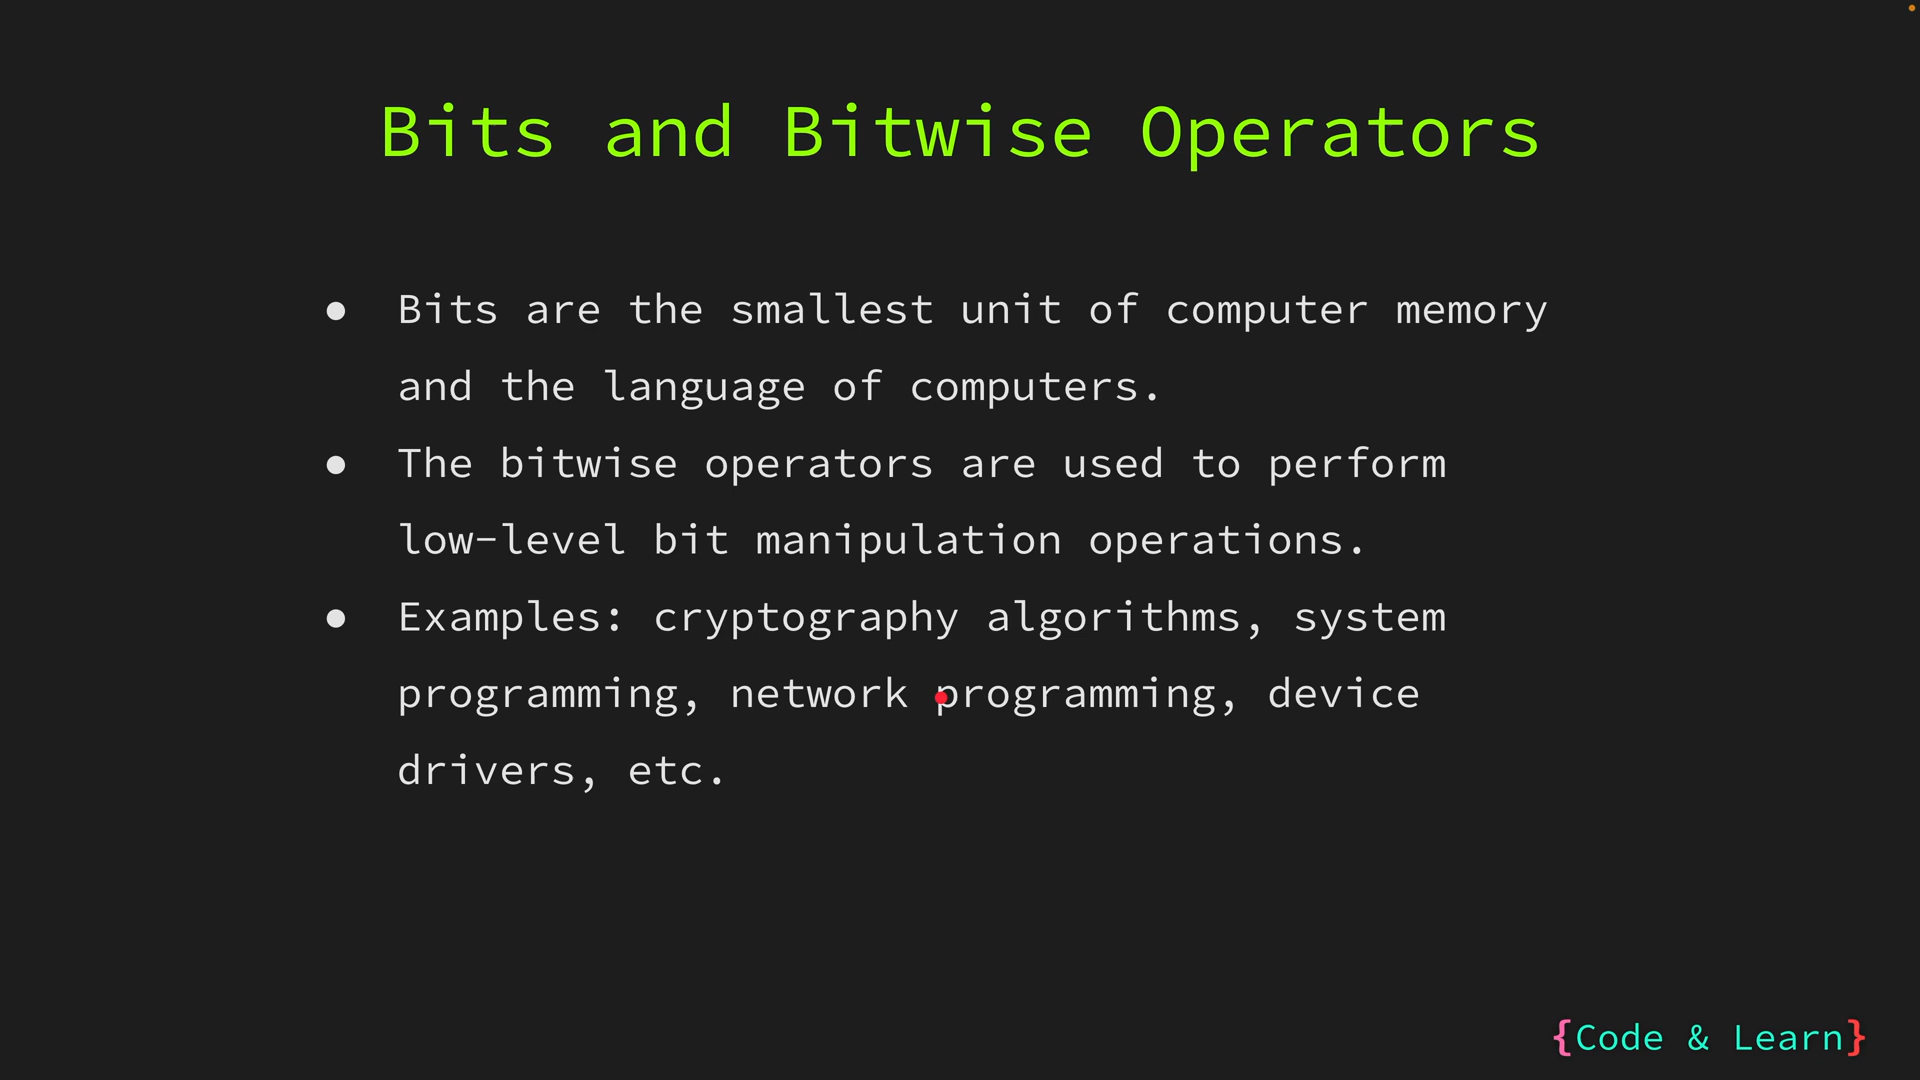 Bits and Bitwise Operators
● Bits are the smallest unit of computer memory
and the language of computers.
● The bitwise operators are used to perform
low-level bit manipulation operations.
● Examples: cryptography algorithms, system
programming, network programming, device
drivers, etc.
{Code & Learn}